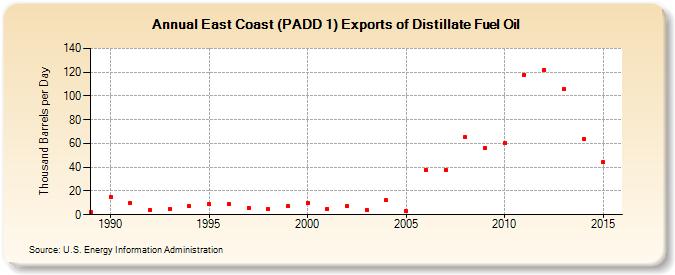 Annual East Coast (PADD 1) Exports of Distillate Fuel Oil
Thousand Barrels per Day
140
120
100
80
60
40
20
0
1990 1995 2000 2005 2010 2015
Source: U.S. Energy Information Administration